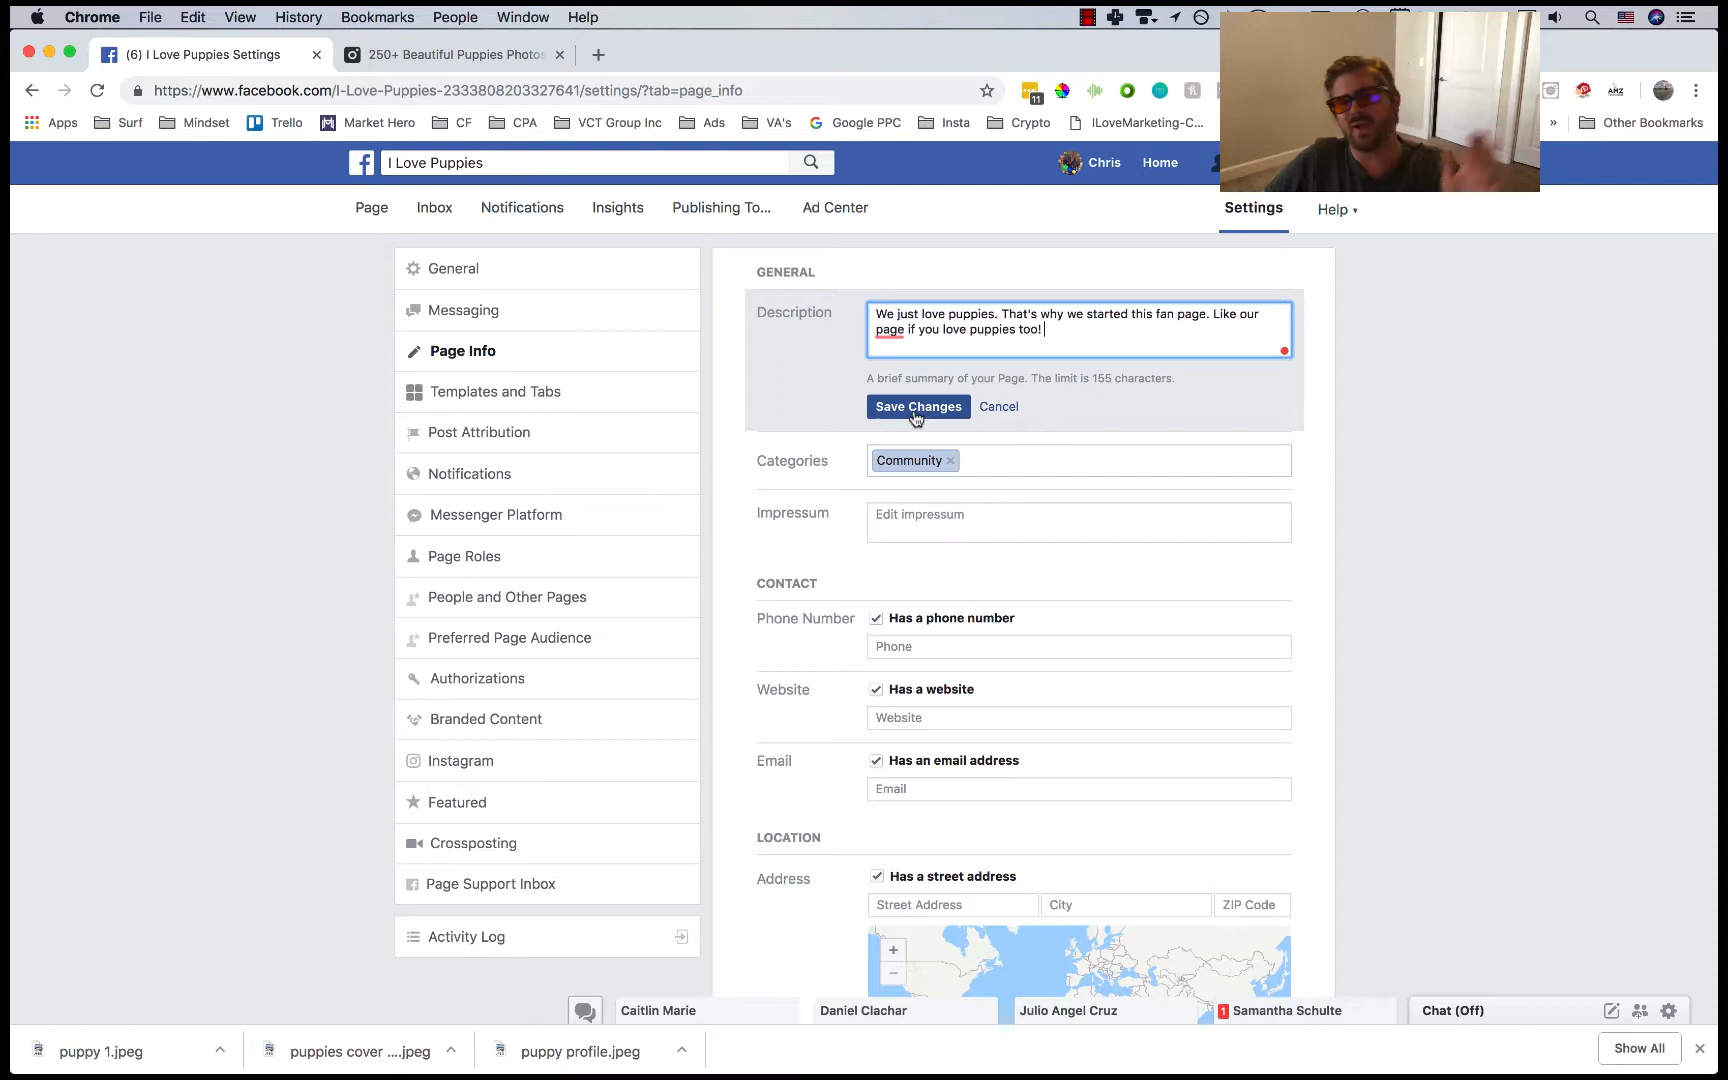 Chrome File Edit View History Bookmarks People Window Help
(6) I Love Puppies Settings
250+ Beautiful Puppies Photos
https://www.facebook.com/I-Love-Puppies-2333808203327641/settings/?tab=page_info
11
AMZ
Apps Surf Mindset Trello Market Hero CF CPA VCT Group Inc Ads VA's Google PPC Insta Crypto ILoveMarketing-C... » Other Bookmarks
I Love Puppies
Chris Home
Page Inbox Notifications Insights Publishing To... Ad Center Settings Help
General
Messaging
Page Info
Templates and Tabs
Post Attribution
Notifications
Messenger Platform
Page Roles
People and Other Pages
Preferred Page Audience
Authorizations
Branded Content
Instagram
Featured
Crossposting
Page Support Inbox
Activity Log
GENERAL
Description
We just love puppies. That's why we started this fan page. Like our
page if you love puppies too!
A brief summary of your Page. The limit is 155 characters.
Save Changes Cancel
Categories Community
Impressum Edit impressum
CONTACT
Phone Number Has a phone number
Phone
Website Has a website
Website
Email Has an email address
Email
LOCATION
Address Has a street address
Street Address City ZIP Code
+
−
Caitlin Marie Daniel Clachar Julio Angel Cruz 1 Samantha Schulte Chat (Off)
puppy 1.jpeg puppies cover ....jpeg puppy profile.jpeg Show All